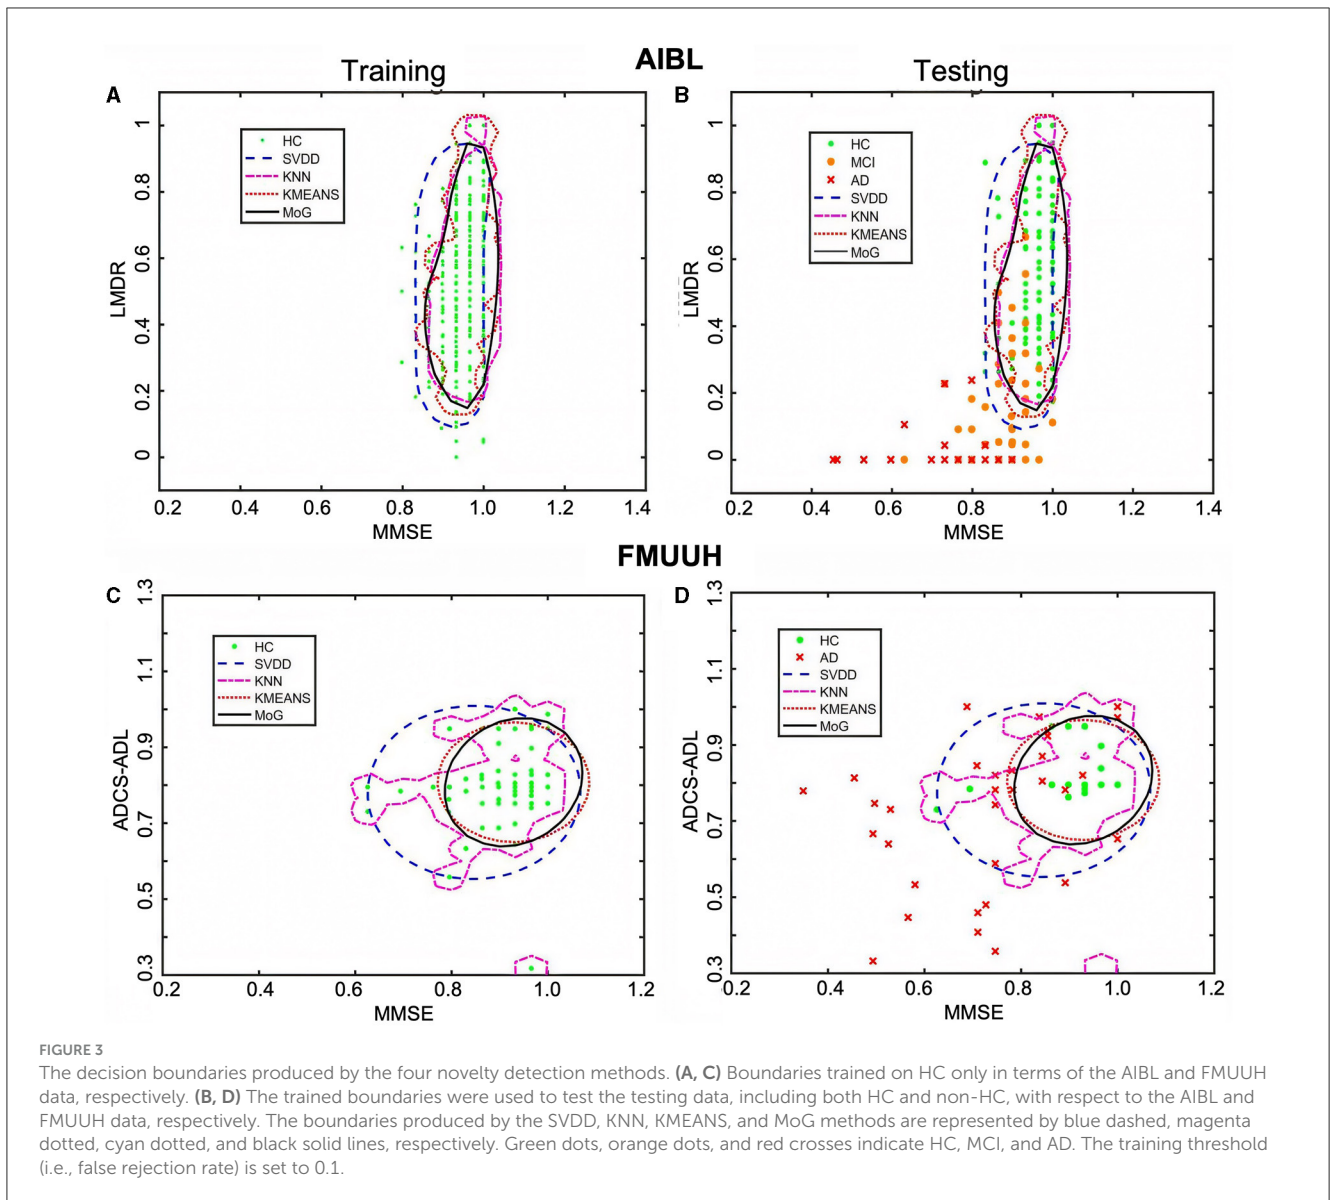 AIBL
Training
Testing
A
B
HC
SVDD
KNN
KMEANS
MoG
HC
MCI
AD
SVDD
KNN
KMEANS
MoG
LMDR
0
0.2
0.4
0.6
0.8
1
LMDR
0
0.2
0.4
0.6
0.8
1
0.2 0.4 0.6 0.8 1.0 1.2 1.4
MMSE
0.2 0.4 0.6 0.8 1.0 1.2 1.4
MMSE
FMUUH
C
D
HC
SVDD
KNN
KMEANS
MoG
HC
AD
SVDD
KNN
KMEANS
MoG
ADCS-ADL
0.3
0.5
0.7
0.9
1.1
1.3
ADCS-ADL
0.3
0.5
0.7
0.9
1.1
1.3
0.2 0.4 0.6 0.8 1.0 1.2
MMSE
0.2 0.4 0.6 0.8 1.0 1.2
MMSE
FIGURE 3
The decision boundaries produced by the four novelty detection methods. (A, C) Boundaries trained on HC only in terms of the AIBL and FMUUH
data, respectively. (B, D) The trained boundaries were used to test the testing data, including both HC and non-HC, with respect to the AIBL and
FMUUH data, respectively. The boundaries produced by the SVDD, KNN, KMEANS, and MoG methods are represented by blue dashed, magenta
dotted, cyan dotted, and black solid lines, respectively. Green dots, orange dots, and red crosses indicate HC, MCI, and AD. The training threshold
(i.e., false rejection rate) is set to 0.1.